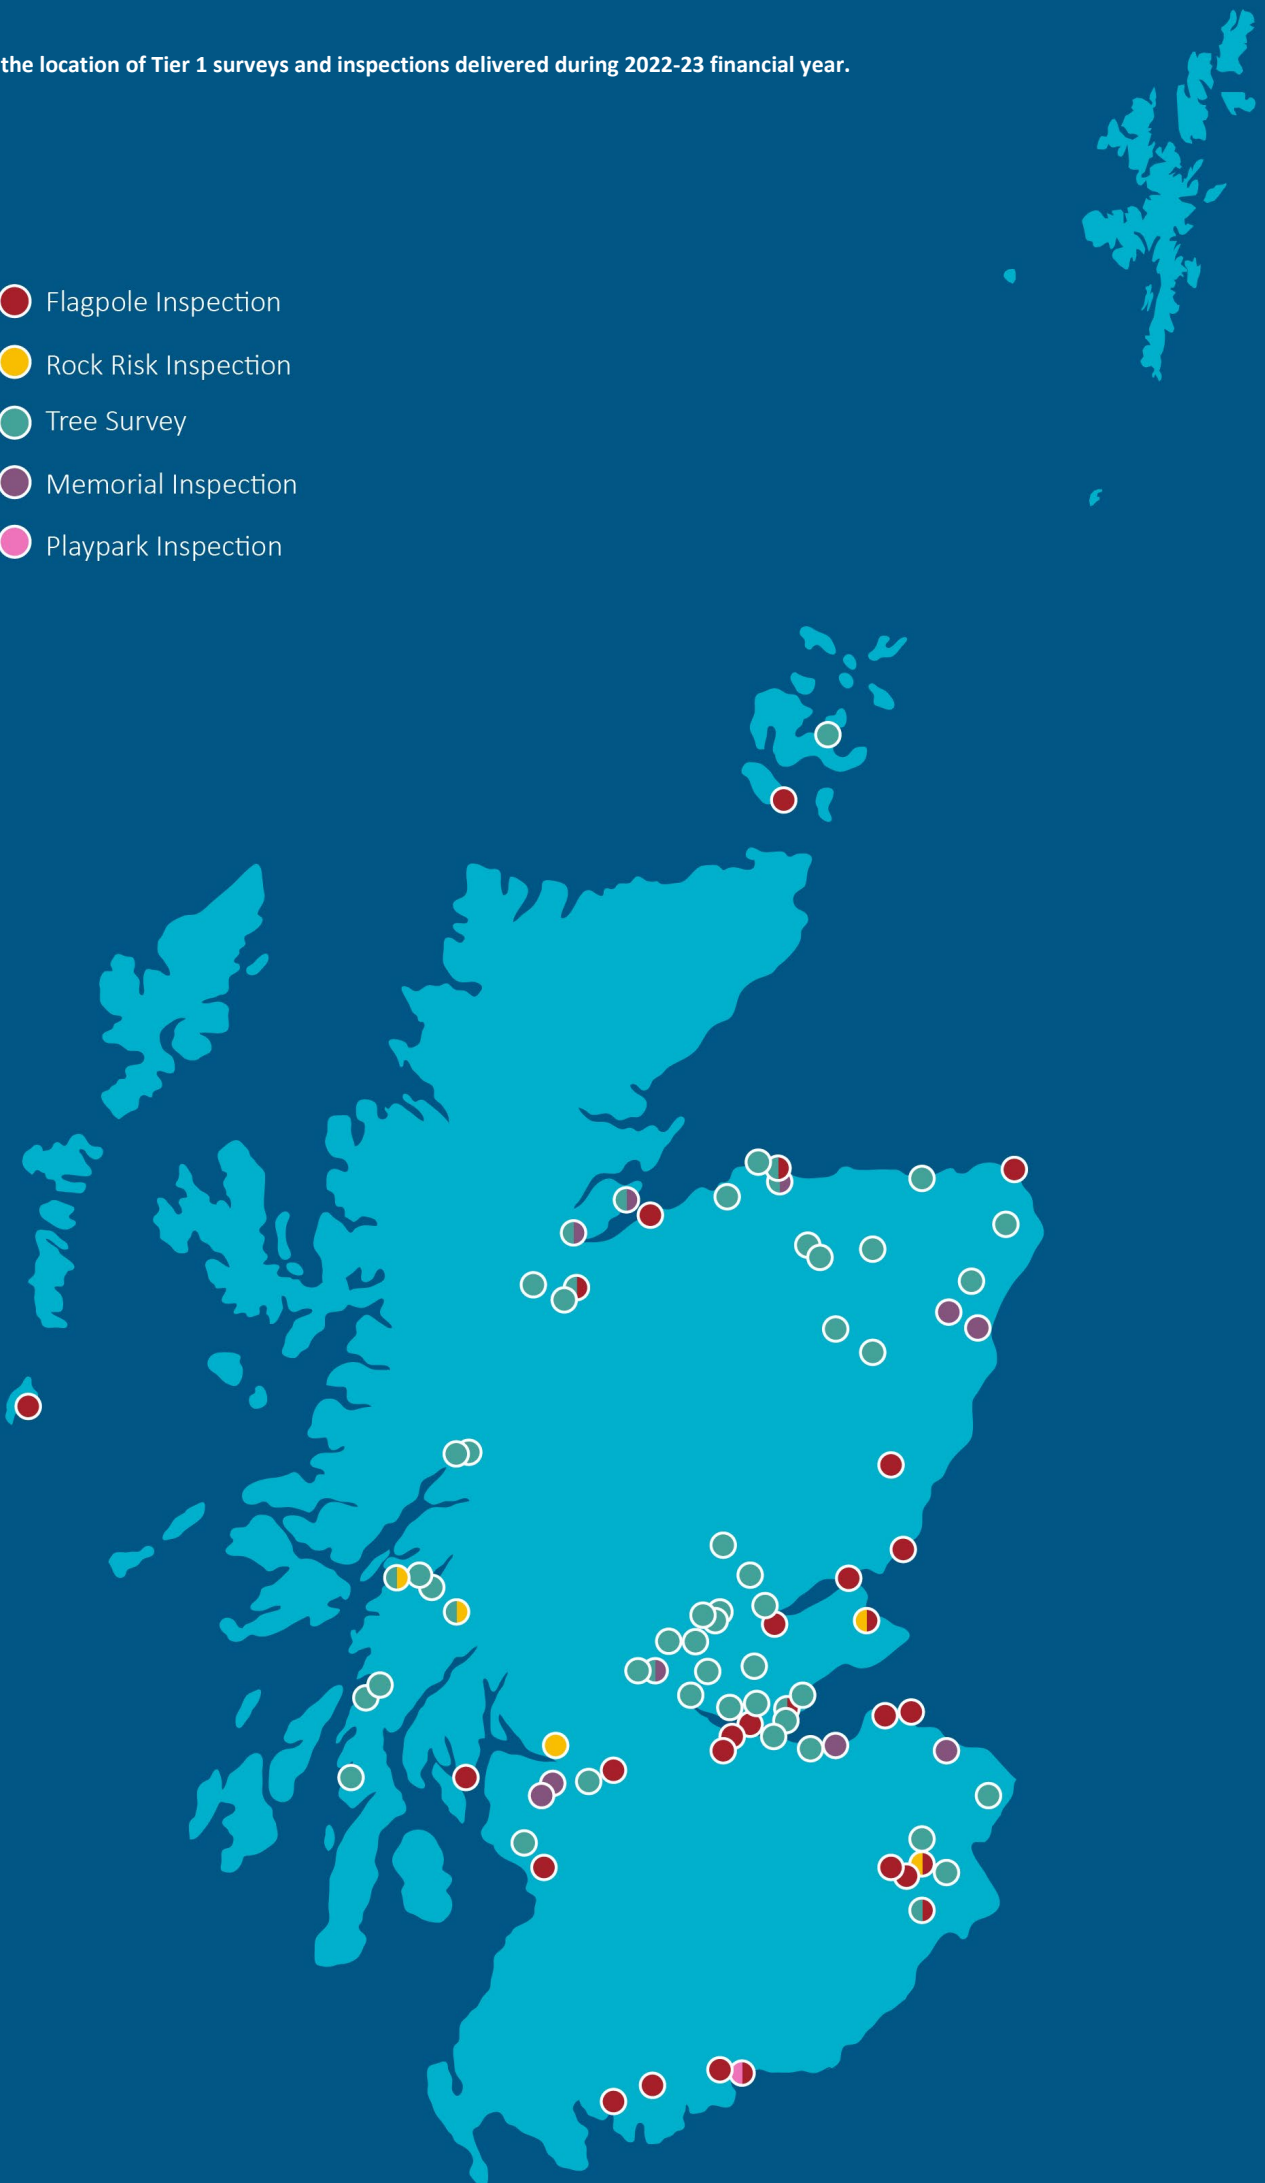 the location of Tier 1 surveys and inspections delivered during 2022-23 financial year.
Flagpole Inspection
Rock Risk Inspection
Tree Survey
Memorial Inspection
Playpark Inspection